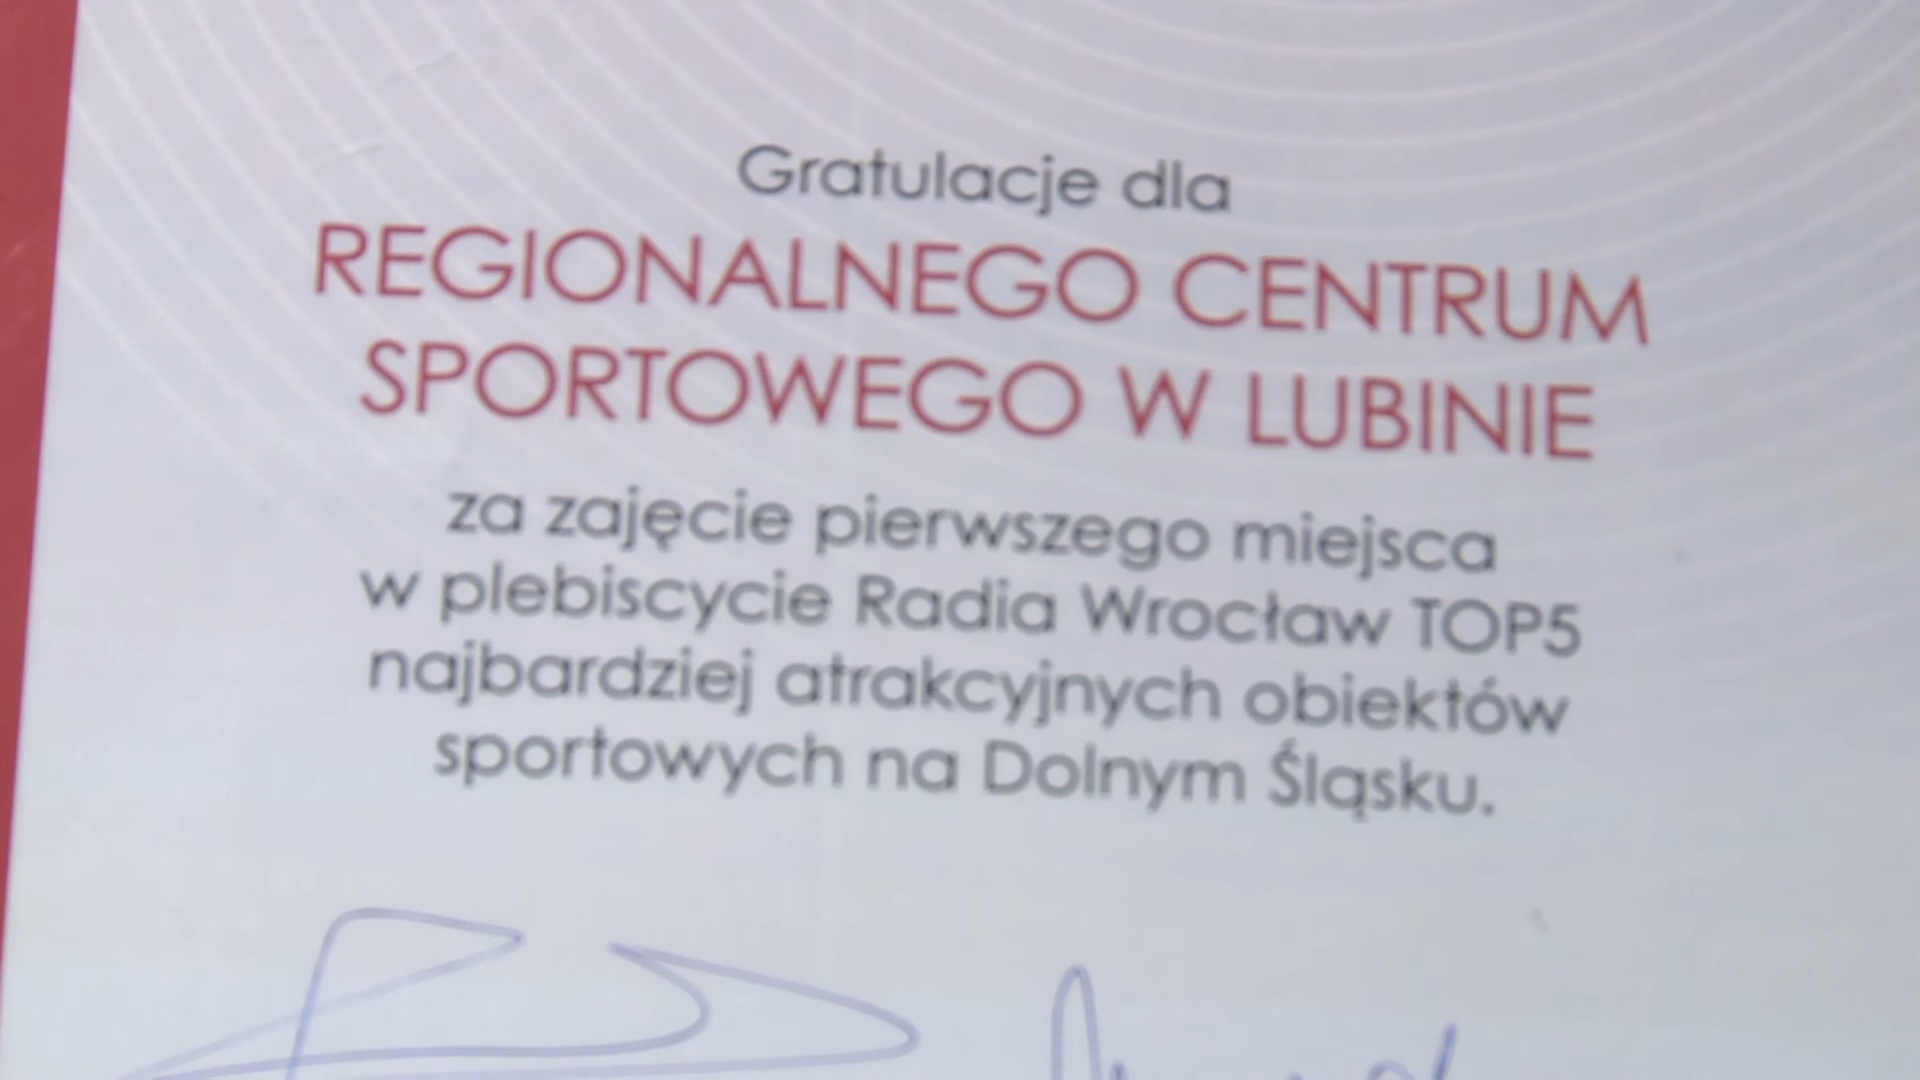 Gratulacje dla
REGIONALNEGO CENTRUM
SPORTOWEGO W LUBINIE
za zajęcie pierwszego miejsca
w plebiscycie Radia Wrocław TOP5
najbardziej atrakcyjnych obiektów
sportowych na Dolnym Śląsku.